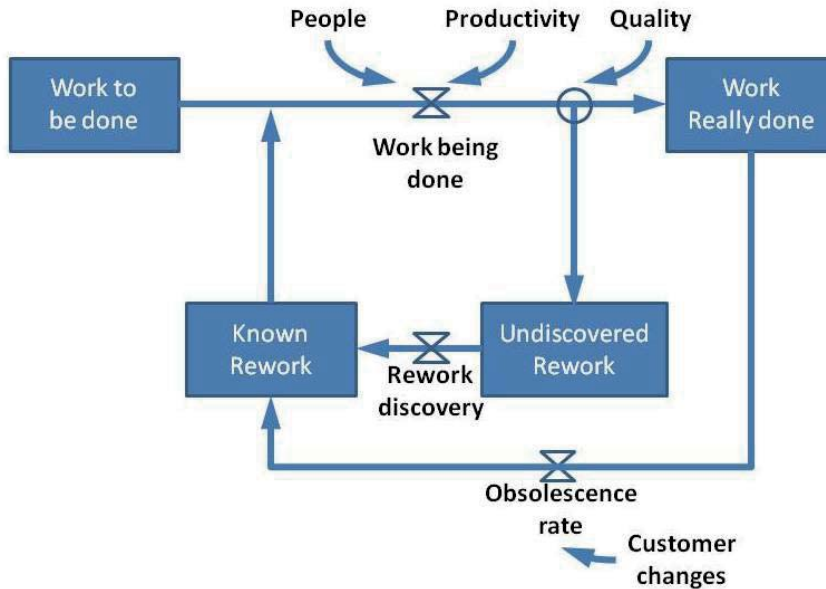 People
Productivity
Quality
Work to
be done
Work
Really done
Work being
done
Known
Rework
Undiscovered
Rework
Rework
discovery
Obsolescence
rate
Customer
changes